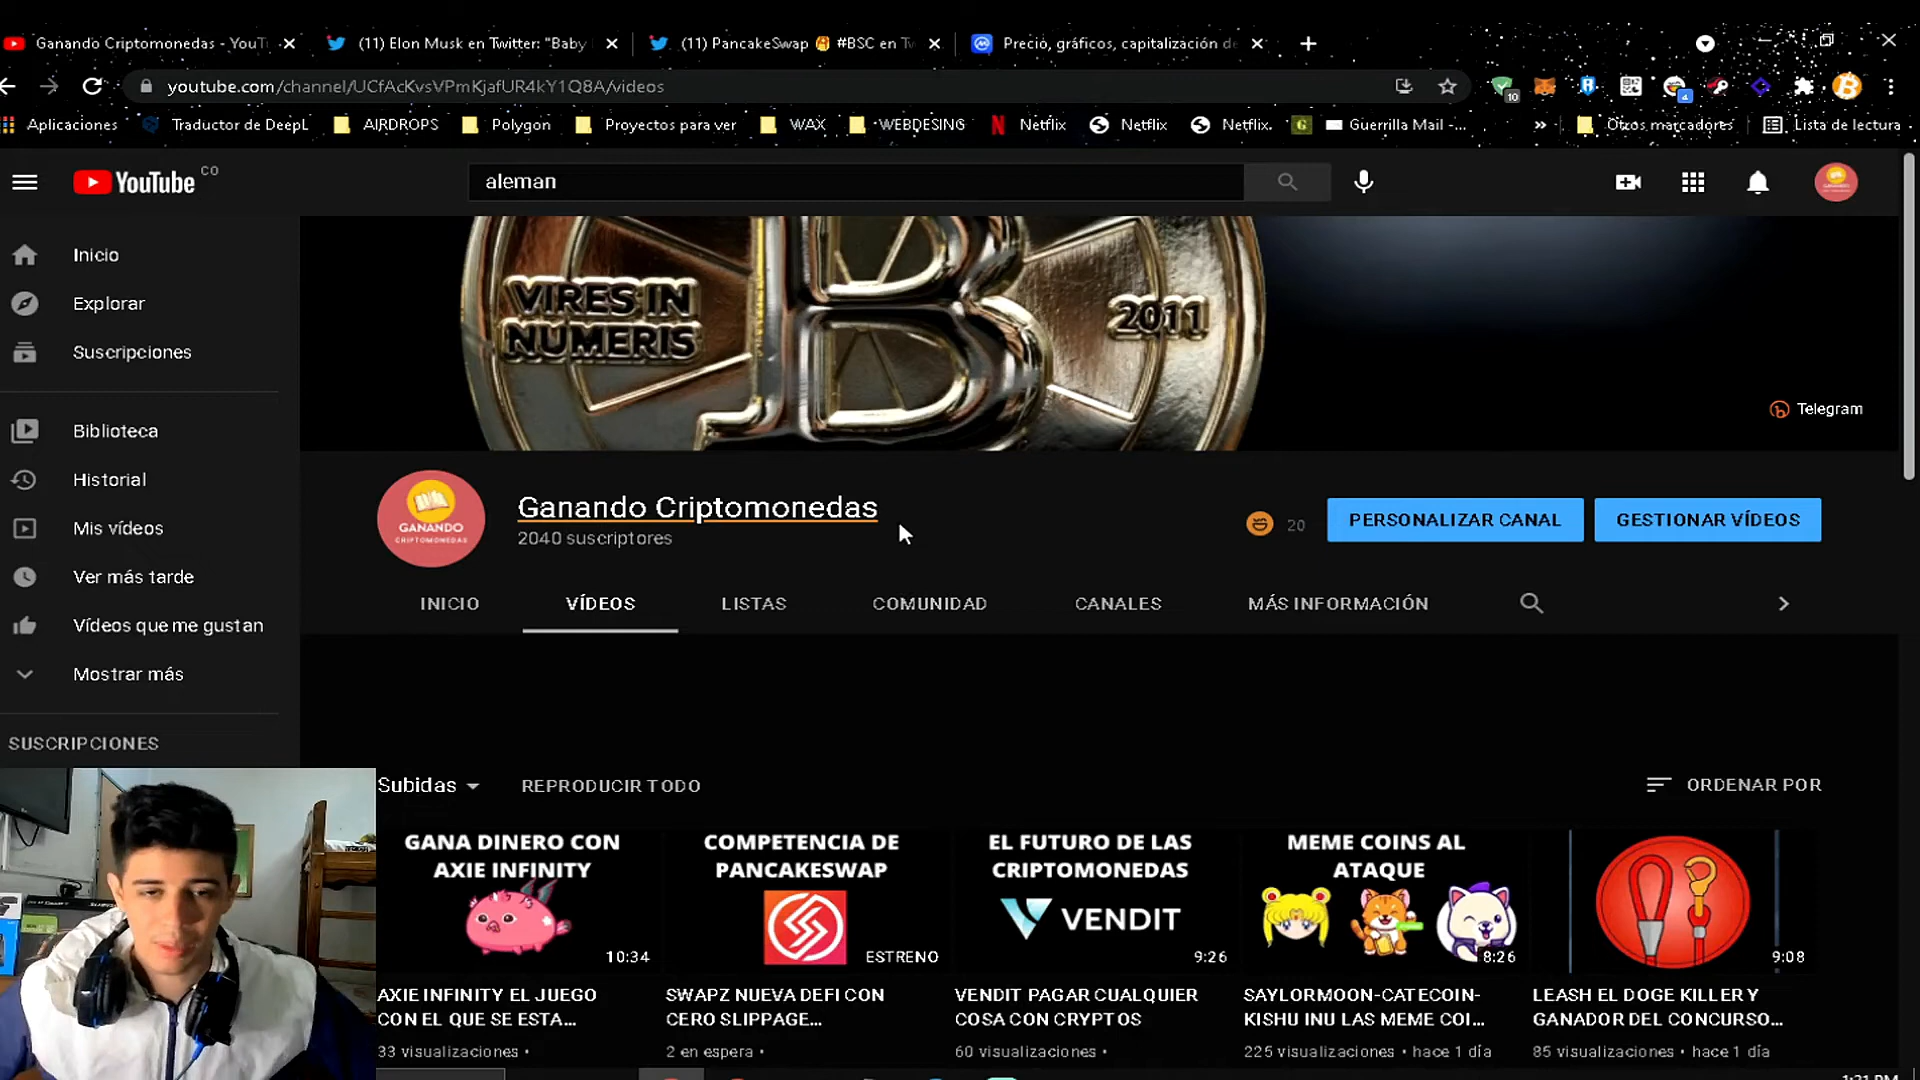 Ganando Criptomonedas - YouT
(11) Elon Musk en Twitter: "Baby
(11) PancakeSwap #BSC en Tw
Precio, gráficos, capitalización de
youtube.com/channel/UCfAcKvsVPmKjafUR4kY1Q8A/videos
10
4
Aplicaciones
Traductor de DeepL
AIRDROPS
Polygon
Proyectos para ver
WAX
WEBDESING
Netflix
Netflix
Netflix.
Guerrilla Mail -...
»
Otros marcadores
Lista de lectura
YouTube CO
aleman
Inicio
Explorar
Suscripciones
Biblioteca
Historial
Mis vídeos
Ver más tarde
Vídeos que me gustan
Mostrar más
SUSCRIPCIONES
VIRES IN
NUMERIS
B
2011
Telegram
GANANDO
CRIPTOMONEDAS
Ganando Criptomonedas
2040 suscriptores
20
PERSONALIZAR CANAL
GESTIONAR VÍDEOS
INICIO
VÍDEOS
LISTAS
COMUNIDAD
CANALES
MÁS INFORMACIÓN
Subidas
REPRODUCIR TODO
ORDENAR POR
GANA DINERO CON
AXIE INFINITY
10:34
AXIE INFINITY EL JUEGO
CON EL QUE SE ESTA...
33 visualizaciones •
COMPETENCIA DE
PANCAKESWAP
ESTRENO
SWAPZ NUEVA DEFI CON
CERO SLIPPAGE...
2 en espera •
EL FUTURO DE LAS
CRIPTOMONEDAS
VENDIT
9:26
VENDIT PAGAR CUALQUIER
COSA CON CRYPTOS
60 visualizaciones •
MEME COINS AL
ATAQUE
8:26
SAYLORMOON-CATECOIN-
KISHU INU LAS MEME COI...
225 visualizaciones • hace 1 día
9:08
LEASH EL DOGE KILLER Y
GANADOR DEL CONCURSO...
85 visualizaciones • hace 1 día